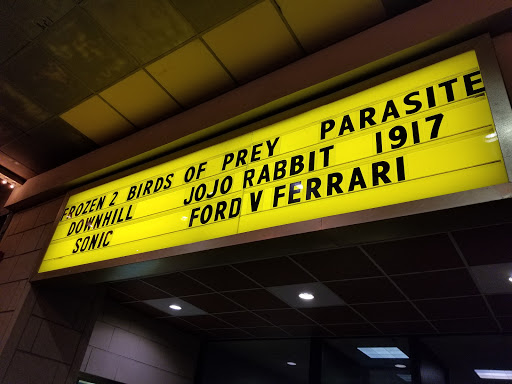 FROZEN 2 BIRDS OF PREY PARASITE
DOWNHILL JOJO RABBIT 1917
SONIC FORD V FERRARI